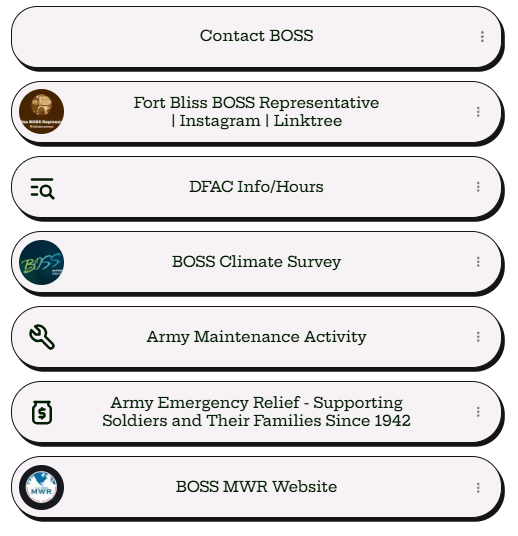 Contact BOSS
Fort Bliss BOSS Representative
| Instagram | Linktree
DFAC Info/Hours
BOSS Climate Survey
BOSS
Army Maintenance Activity
Army Emergency Relief - Supporting
Soldiers and Their Families Since 1942
$
BOSS MWR Website
MWR